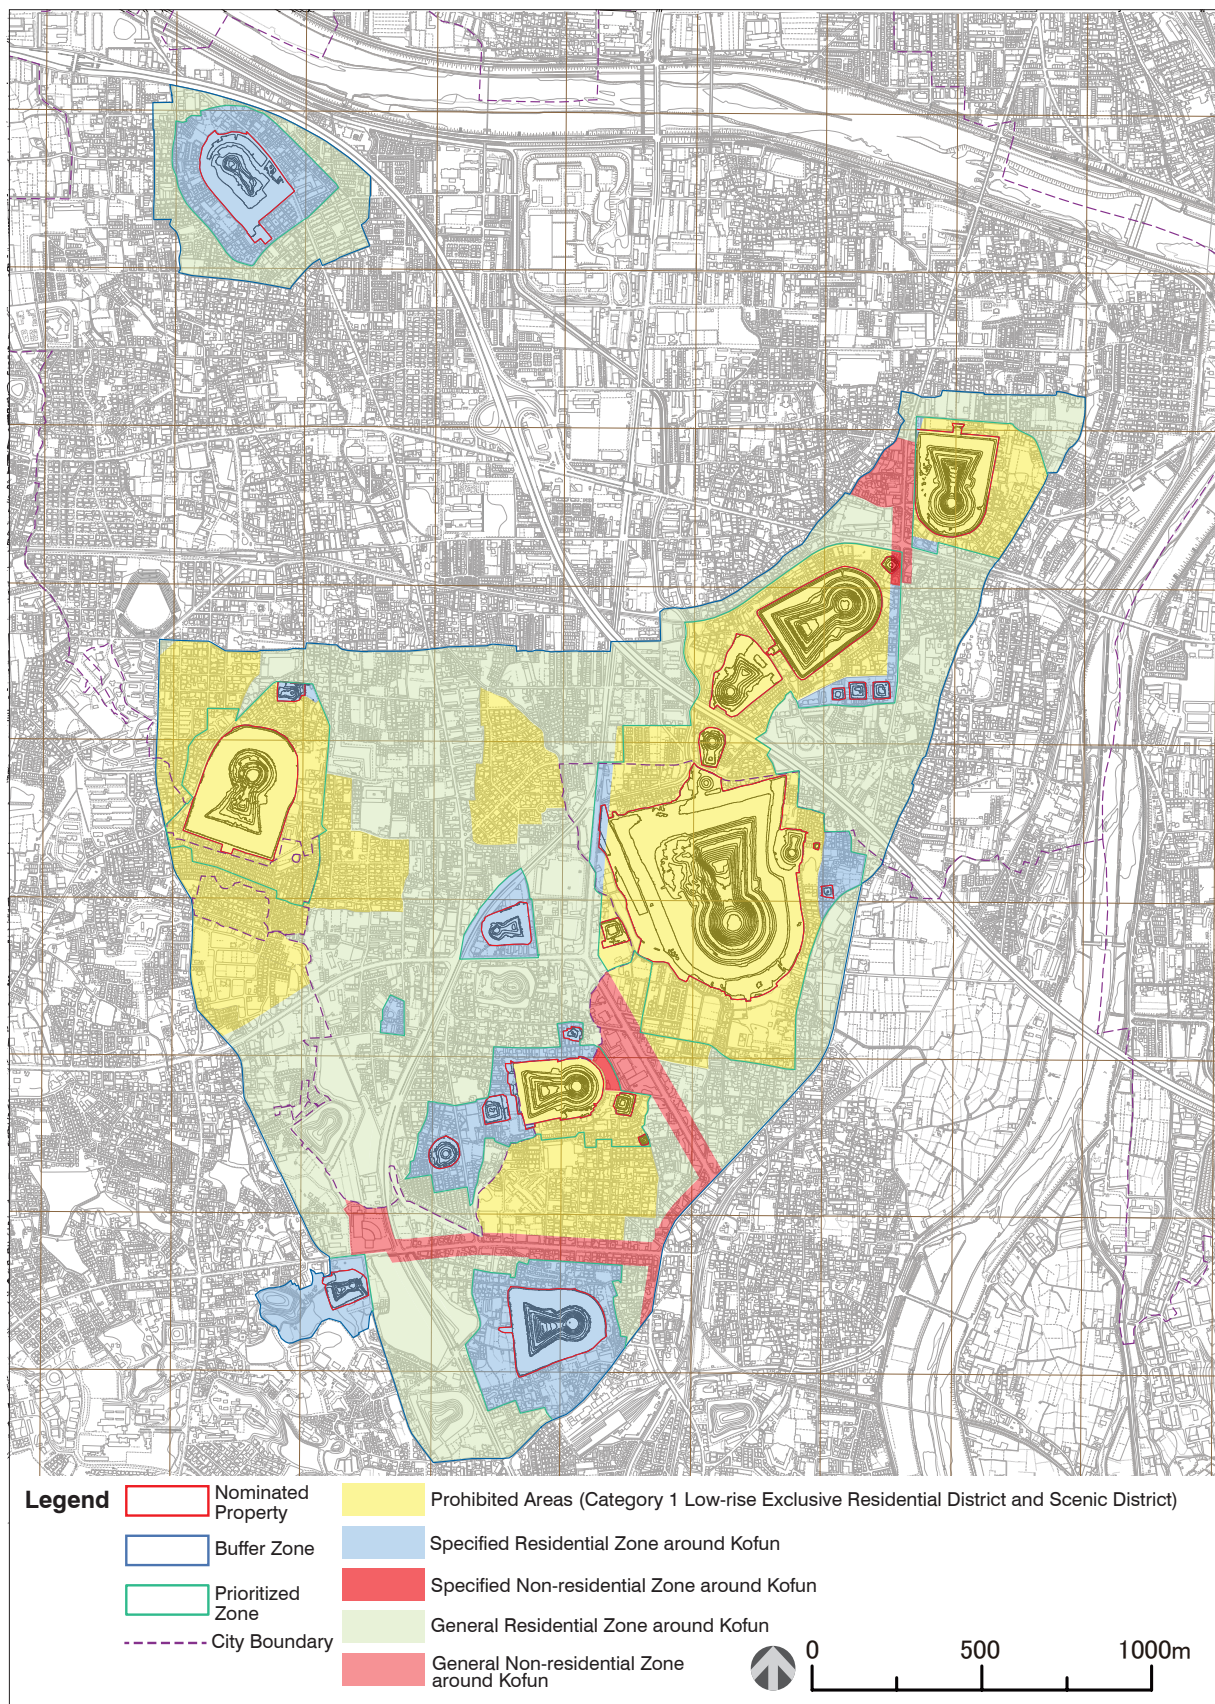 Legend
Nominated
Property
Buffer Zone
Prioritized
Zone
City Boundary
Prohibited Areas (Category 1 Low-rise Exclusive Residential District and Scenic District)
Specified Residential Zone around Kofun
Specified Non-residential Zone around Kofun
General Residential Zone around Kofun
General Non-residential Zone
around Kofun
0 500 1000m